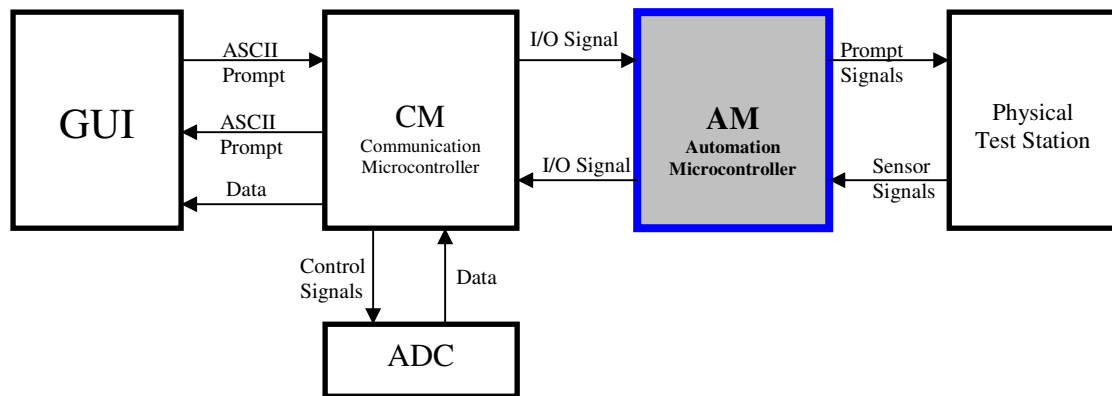 GUI
ASCII
Prompt
ASCII
Prompt
Data
CM
Communication
Microcontroller
I/O Signal
I/O Signal
AM
Automation
Microcontroller
Prompt
Signals
Sensor
Signals
Physical
Test Station
Control
Signals
Data
ADC